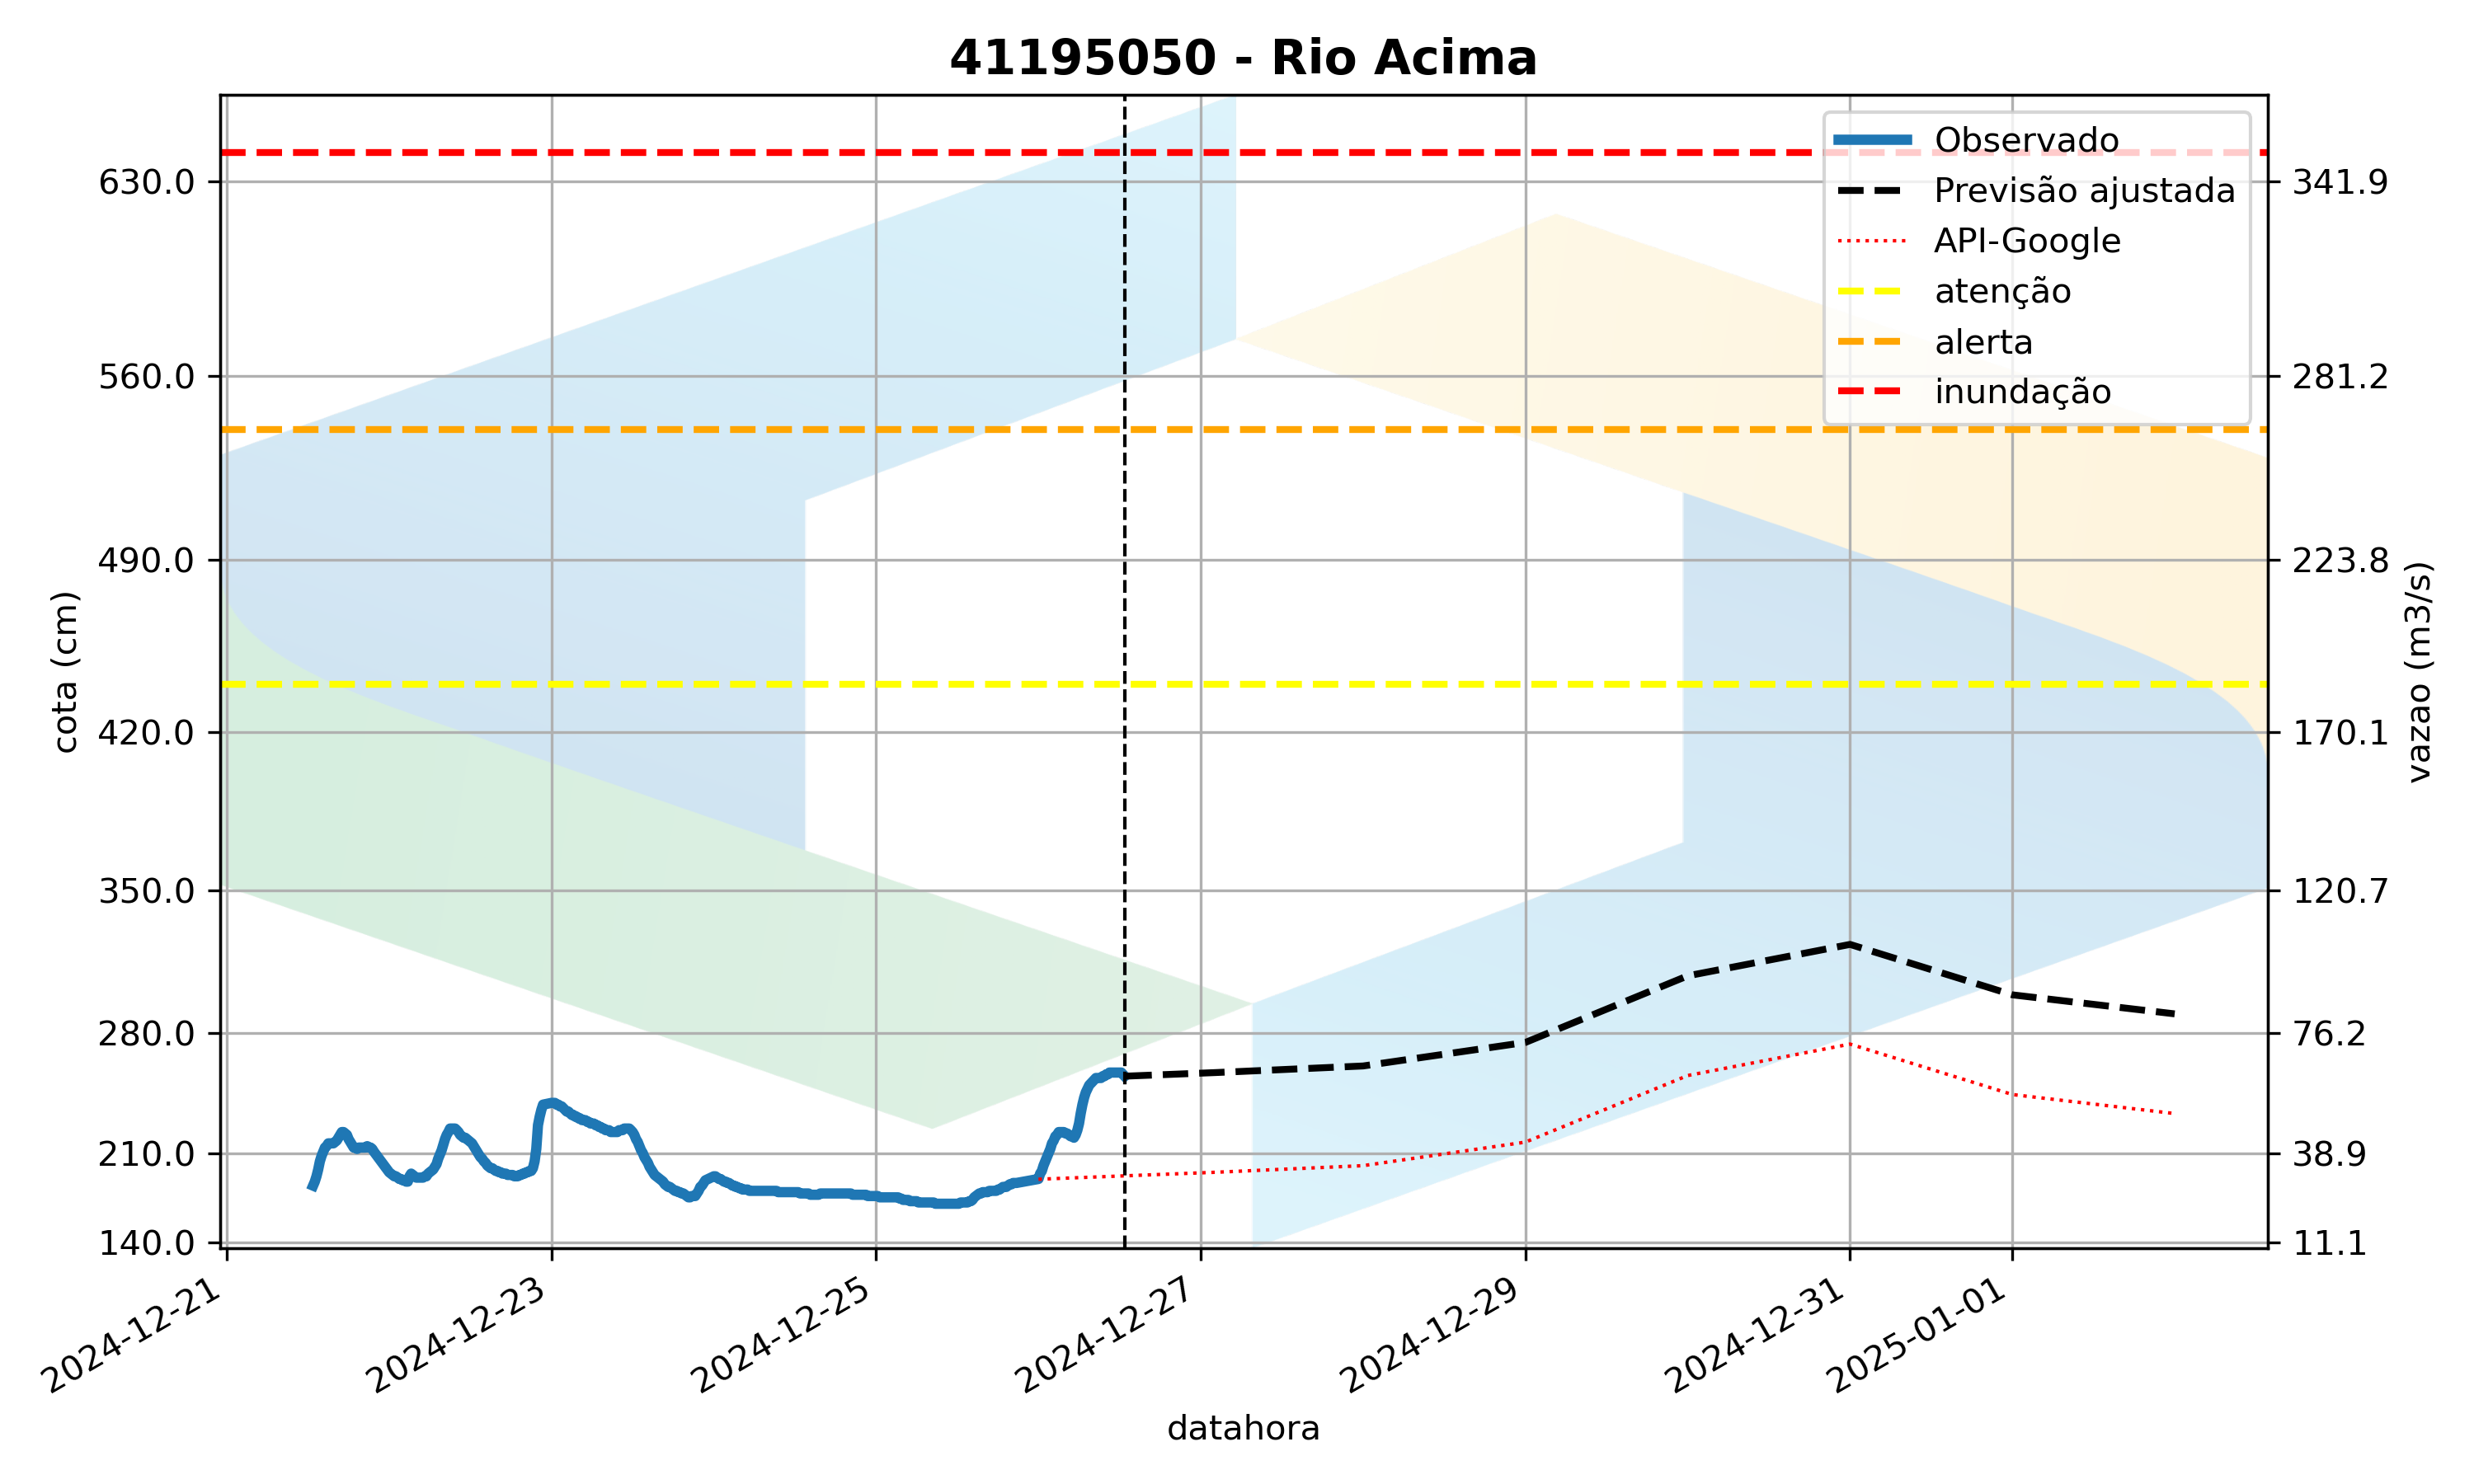 41195050 - Rio Acima
Observado
Previsão ajustada
API-Google
atenção
alerta
inundação
630.0
560.0
490.0
420.0
350.0
280.0
210.0
140.0
cota (cm)
341.9
281.2
223.8
170.1
120.7
76.2
38.9
11.1
vazao (m3/s)
2024-12-21
2024-12-23
2024-12-25
2024-12-27
2024-12-29
2024-12-31
2025-01-01
datahora